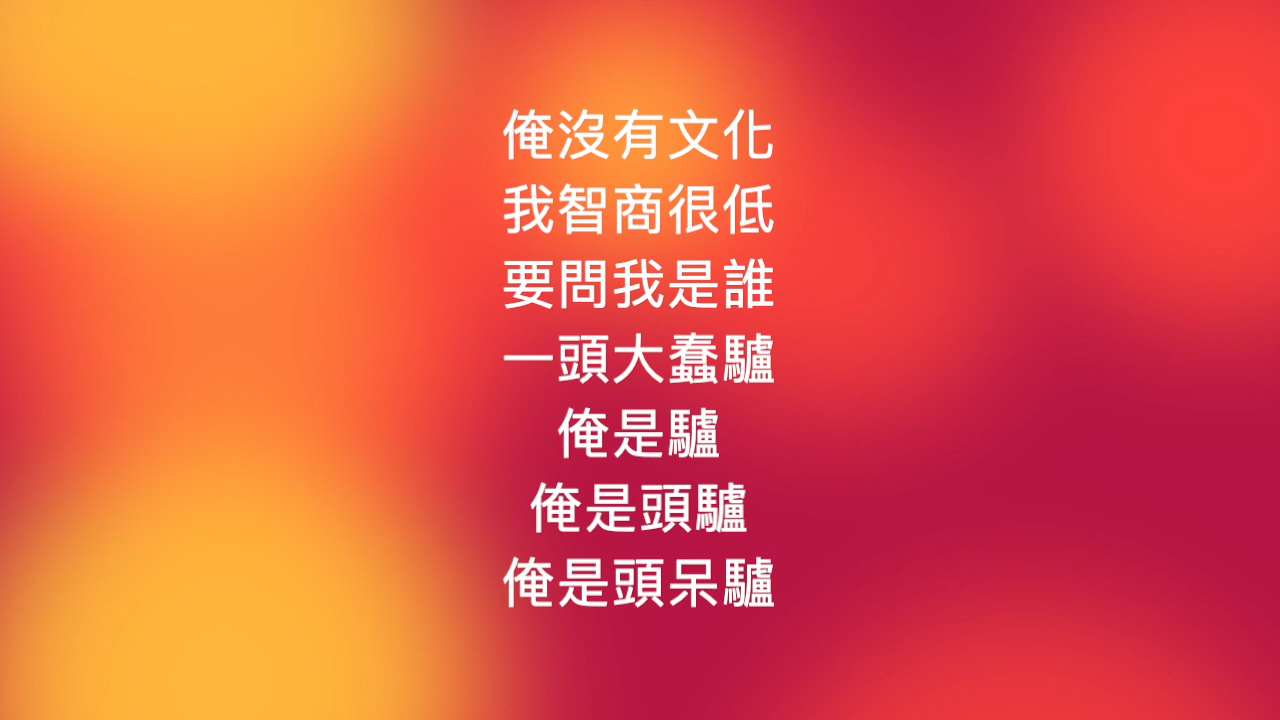 俺沒有文化
我智商很低
要問我是誰
一頭大蠢驢
俺是驢
俺是頭驢
俺是頭呆驢